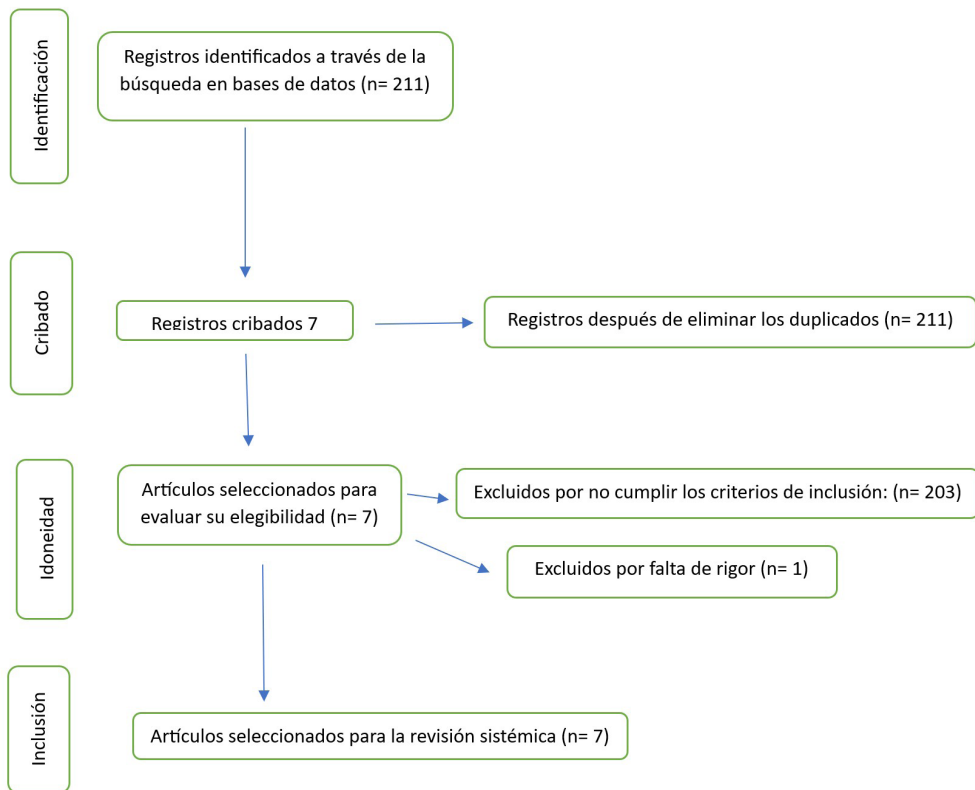 Identificación
Registros identificados a través de la
búsqueda en bases de datos (n= 211)
Cribado
Registros cribados 7
Registros después de eliminar los duplicados (n= 211)
Idoneidad
Artículos seleccionados para
evaluar su elegibilidad (n= 7)
Excluidos por no cumplir los criterios de inclusión: (n= 203)
Excluidos por falta de rigor (n= 1)
Inclusión
Artículos seleccionados para la revisión sistémica (n= 7)